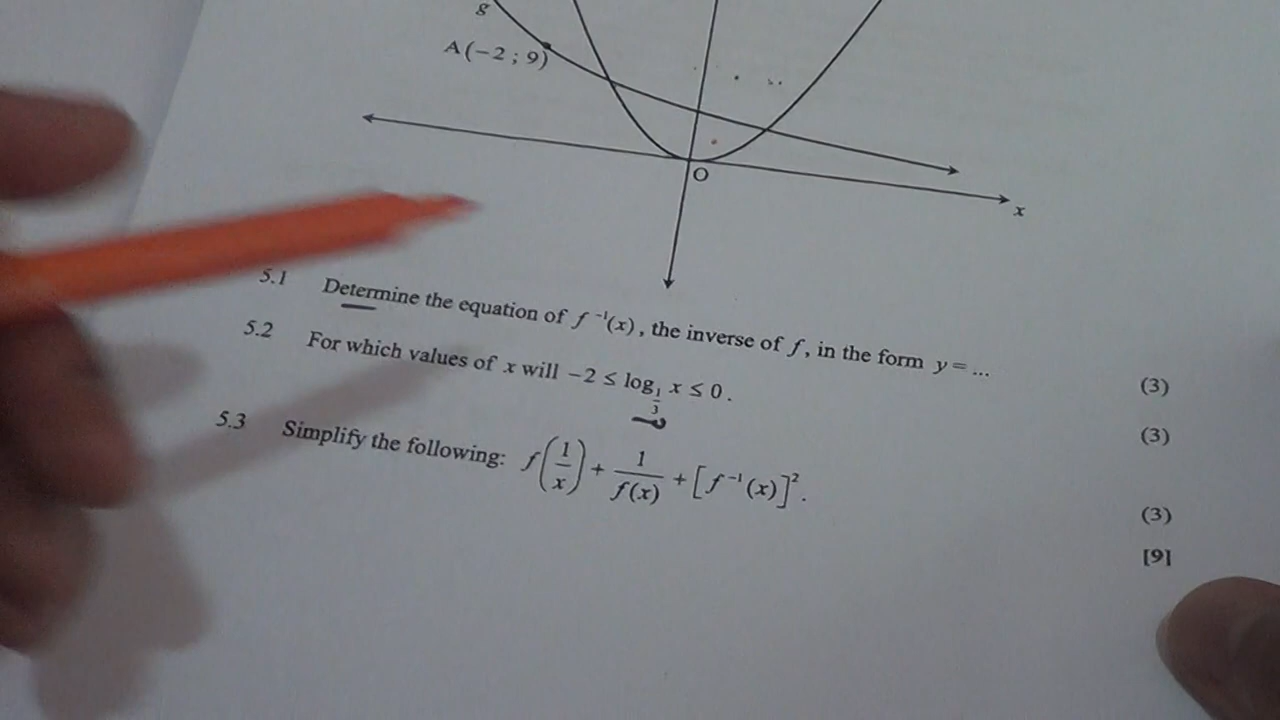 g
A(−2 ; 9)
O
x
5.1 Determine the equation of f⁻¹(x), the inverse of f, in the form y = ... (3)
5.2 For which values of x will −2 ≤ log_{1/3} x ≤ 0. (3)
5.3 Simplify the following: f(1/x) + 1/f(x) + [f⁻¹(x)]². (3)
[9]